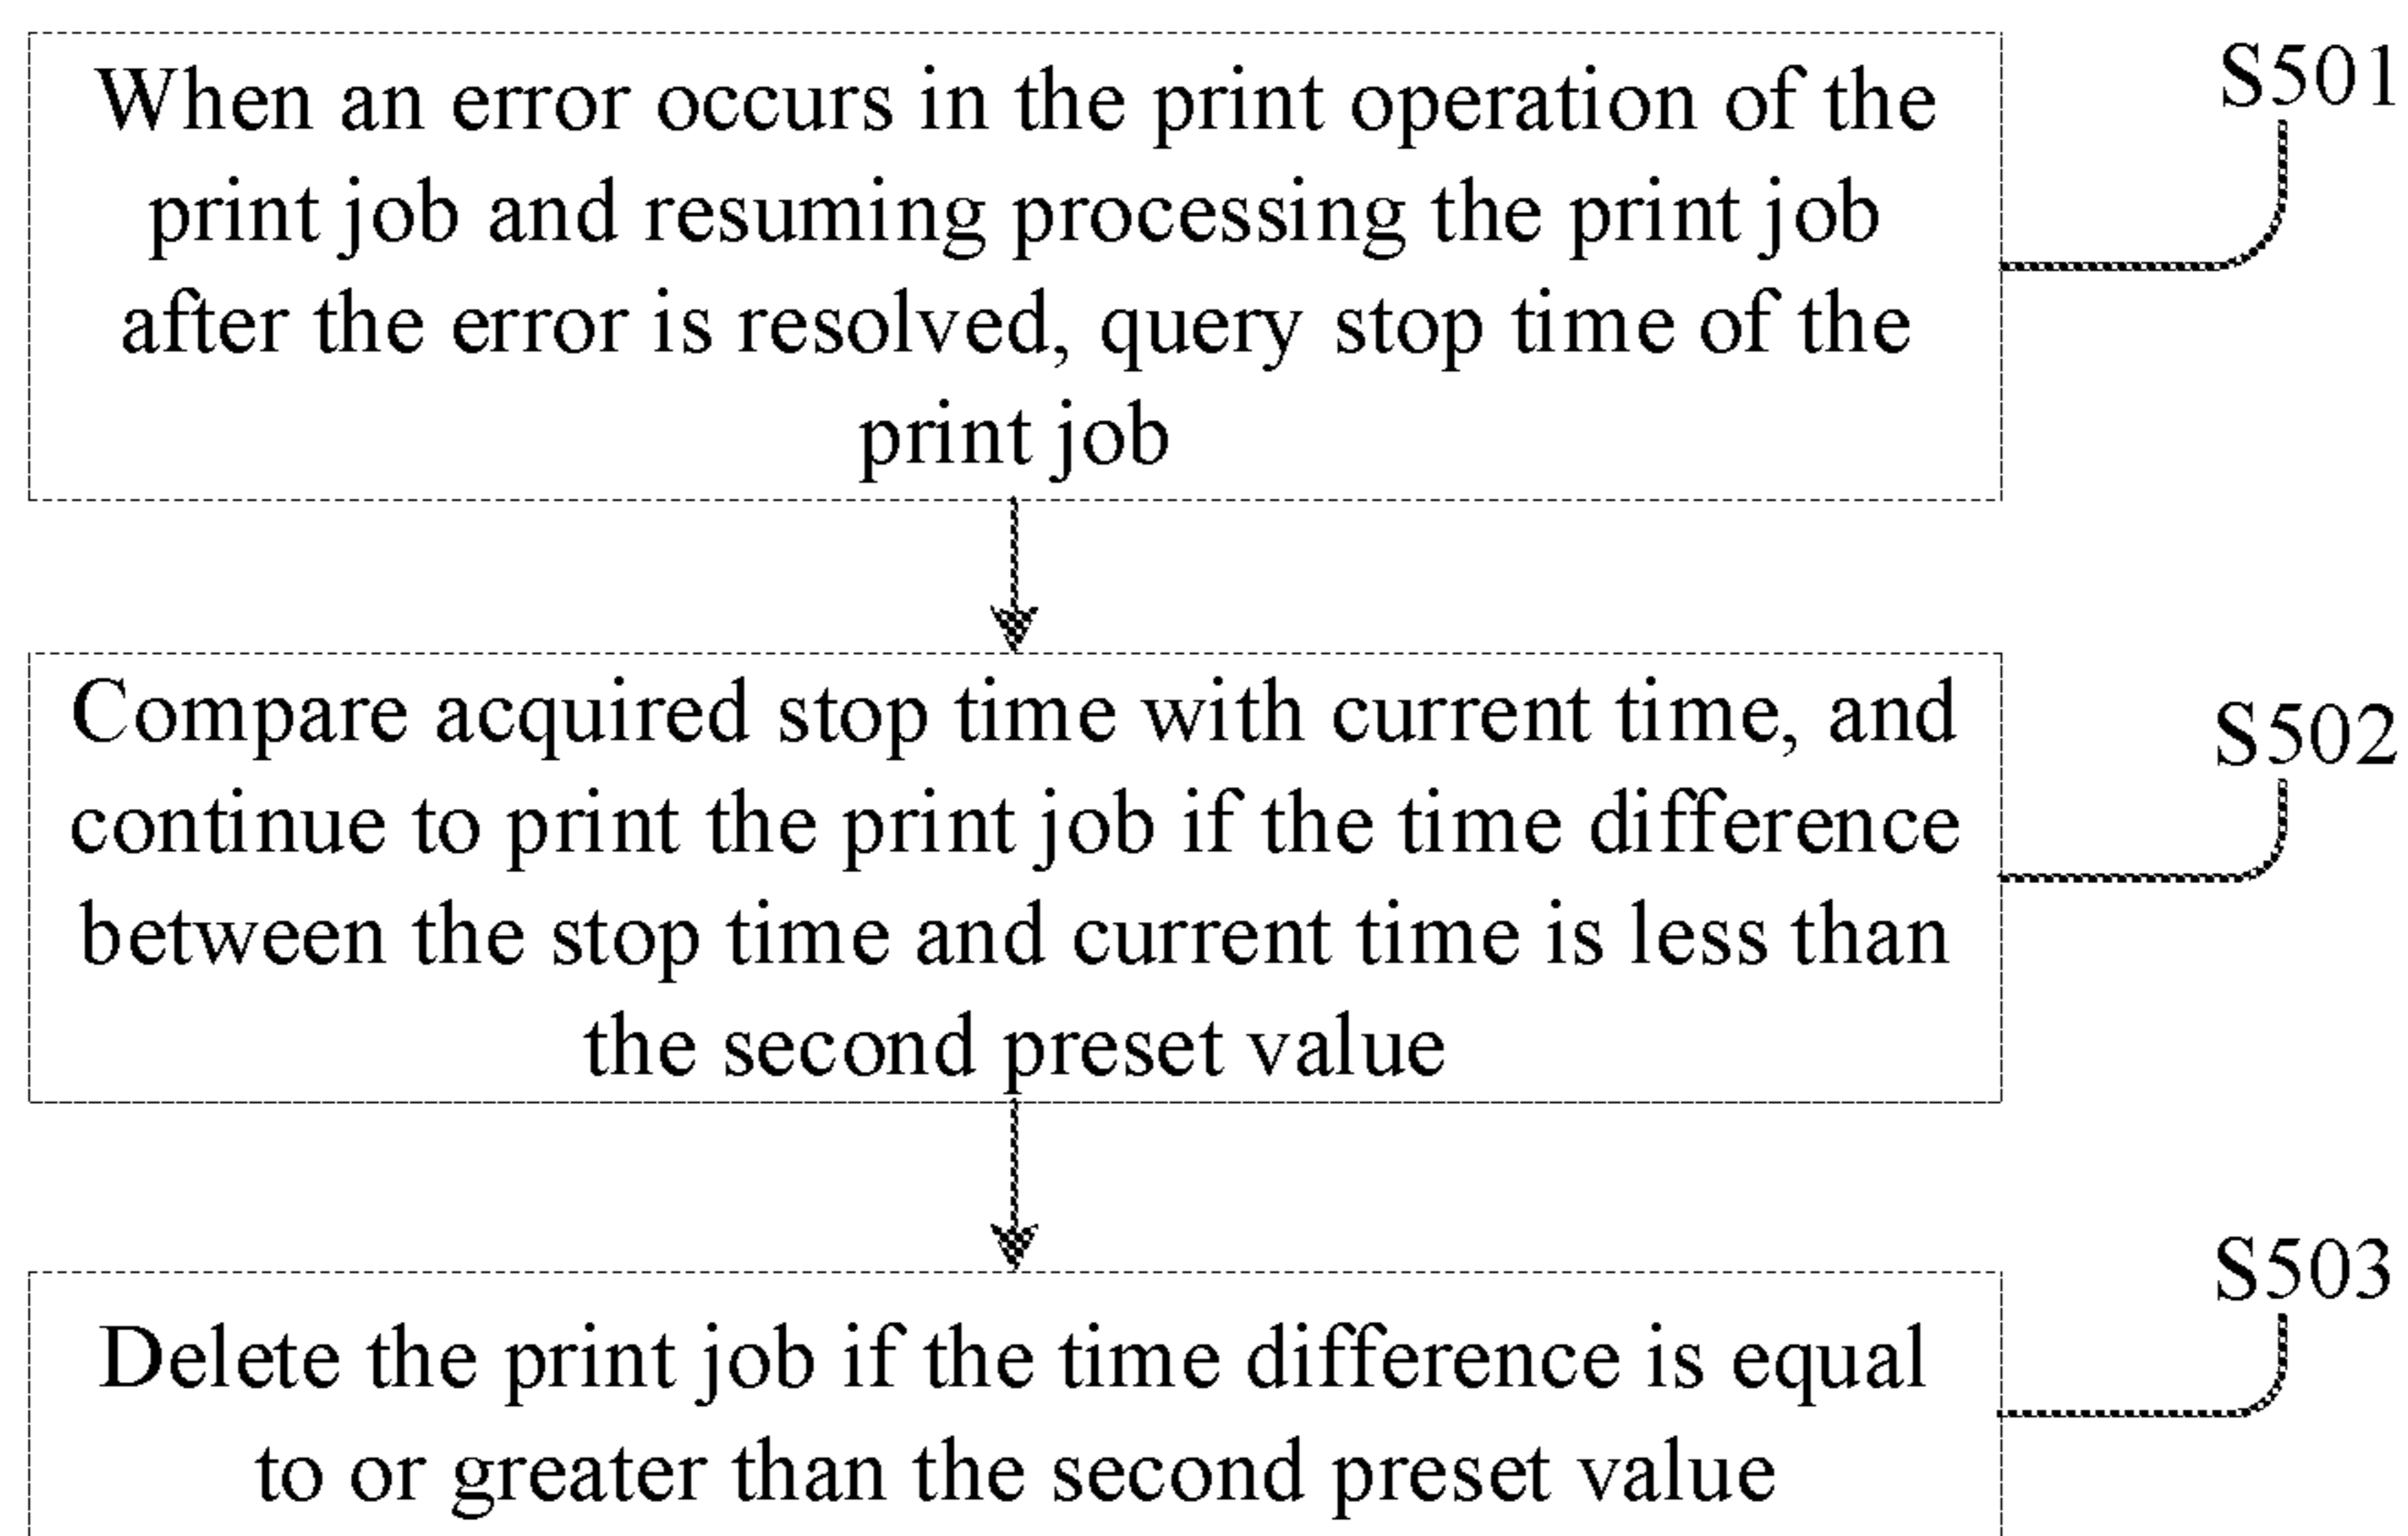 When an error occurs in the print operation of the
print job and resuming processing the print job
after the error is resolved, query stop time of the
print job
S501
Compare acquired stop time with current time, and
continue to print the print job if the time difference
between the stop time and current time is less than
the second preset value
S502
Delete the print job if the time difference is equal
to or greater than the second preset value
S503